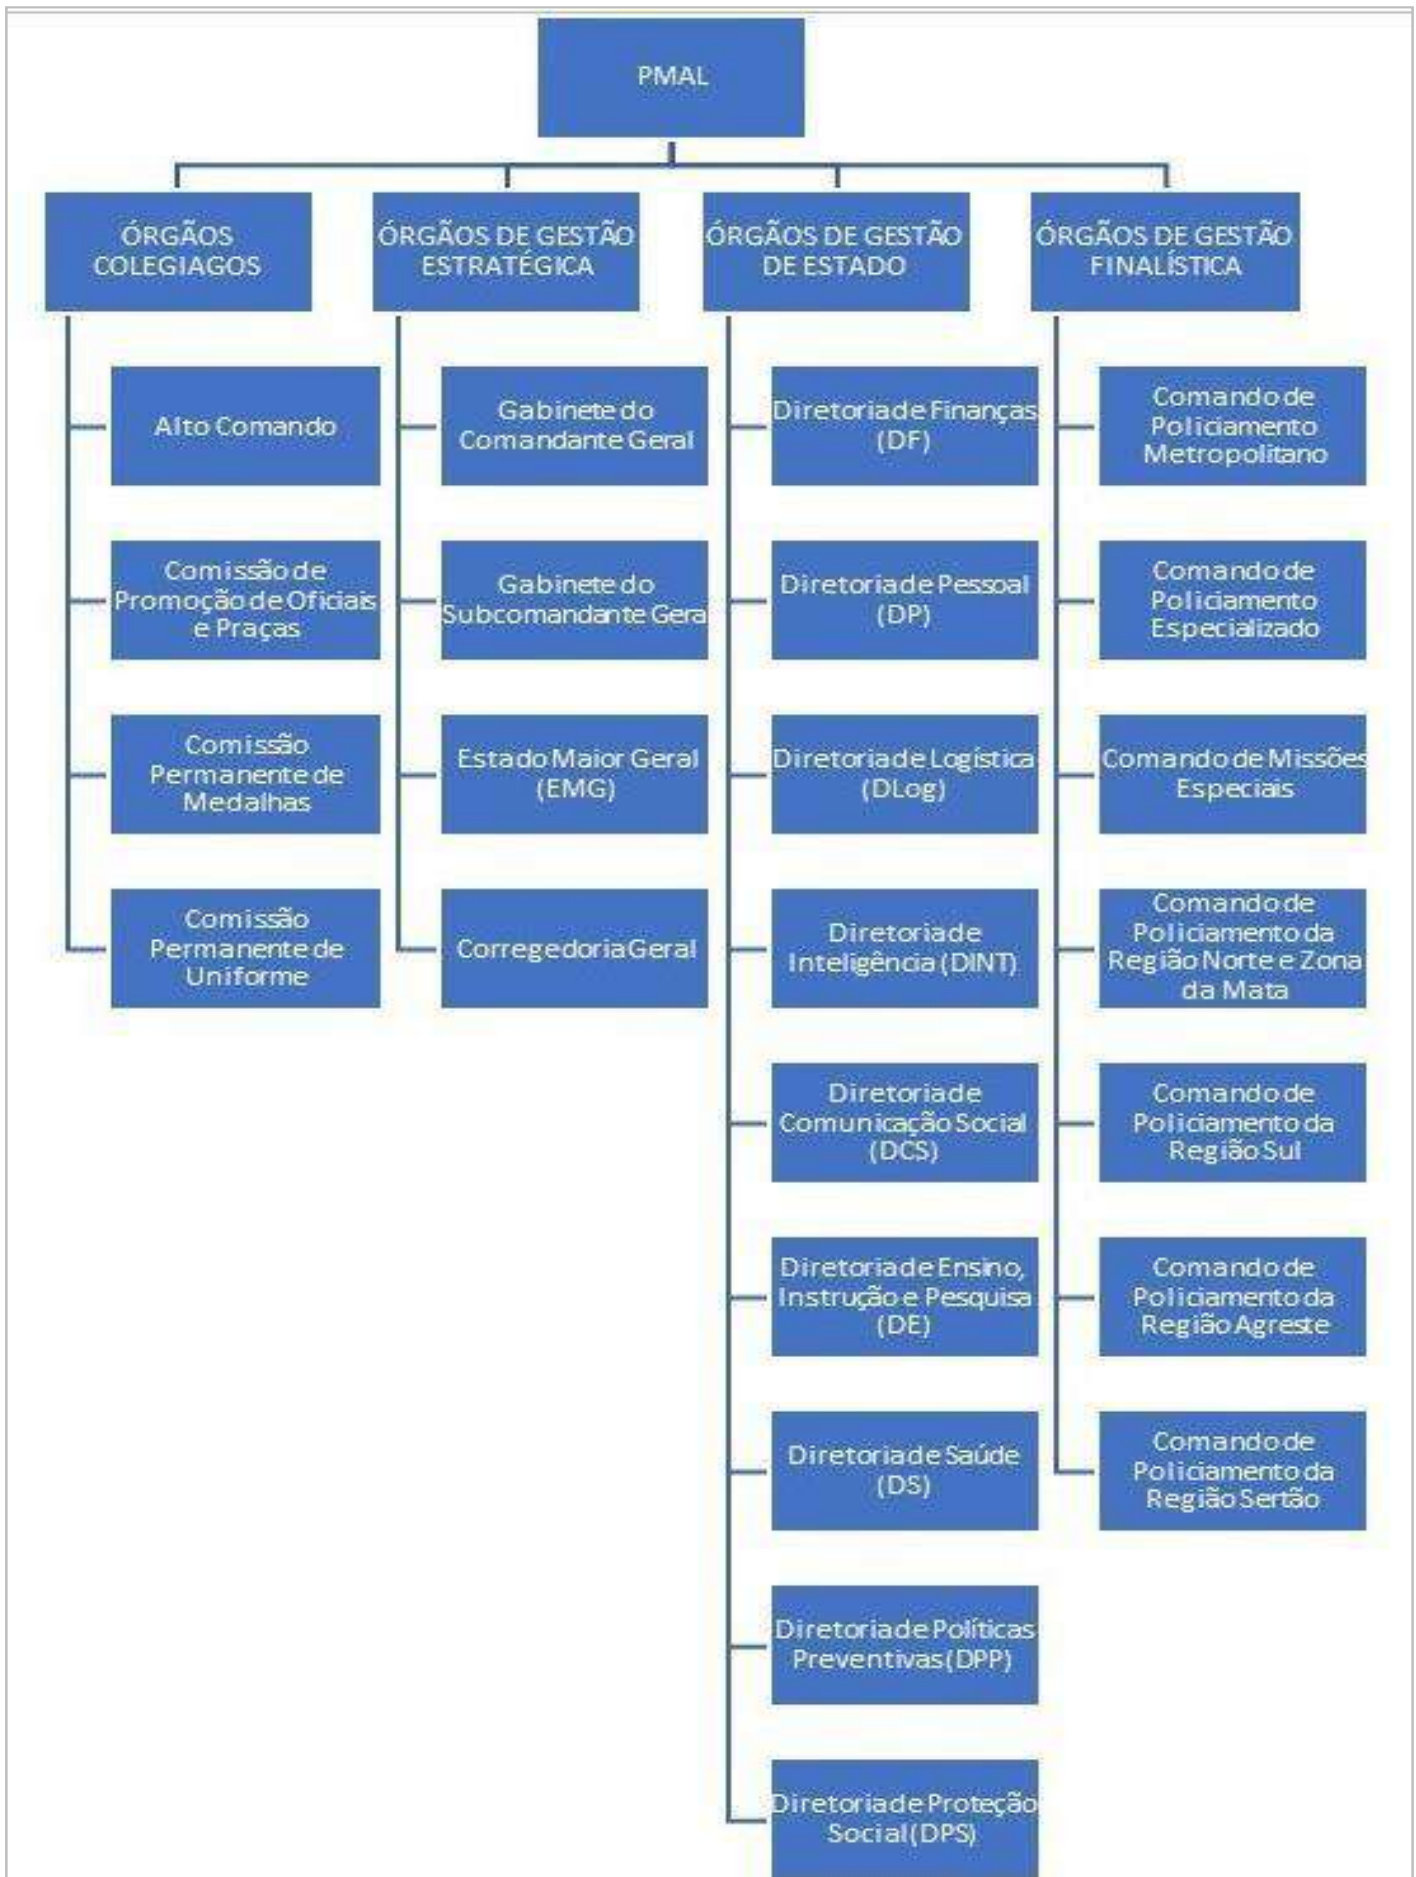 PMAL
ÓRGÃOS
COLEGIAGOS
Alto Comando
Comissão de
Promoção de Oficiais
e Praças
Comissão
Permanente de
Medalhas
Comissão
Permanente de
Uniforme
ÓRGÃOS DE GESTÃO
ESTRATÉGICA
Gabinete do
Comandante Geral
Gabinete do
Subcomandante Gera
Estado Maior Geral
(EMG)
Corregedoria Geral
ÓRGÃOS DE GESTÃO
DE ESTADO
Diretoria de Finanças
(DF)
Diretoria de Pessoal
(DP)
Diretoria de Logística
(DLog)
Diretoria de
Inteligência (DINT)
Diretoria de
Comunicação Social
(DCS)
Diretoria de Ensino,
Instrução e Pesquisa
(DE)
Diretoria de Saúde
(DS)
Diretoria de Políticas
Preventivas (DPP)
Diretoria de Proteção
Social (DPS)
ÓRGÃOS DE GESTÃO
FINALÍSTICA
Comando de
Policiamento
Metropolitano
Comando de
Policiamento
Especializado
Comando de Missões
Especiais
Comando de
Policiamento da
Região Norte e Zona
da Mata
Comando de
Policiamento da
Região Sul
Comando de
Policiamento da
Região Agreste
Comando de
Policiamento da
Região Sertão